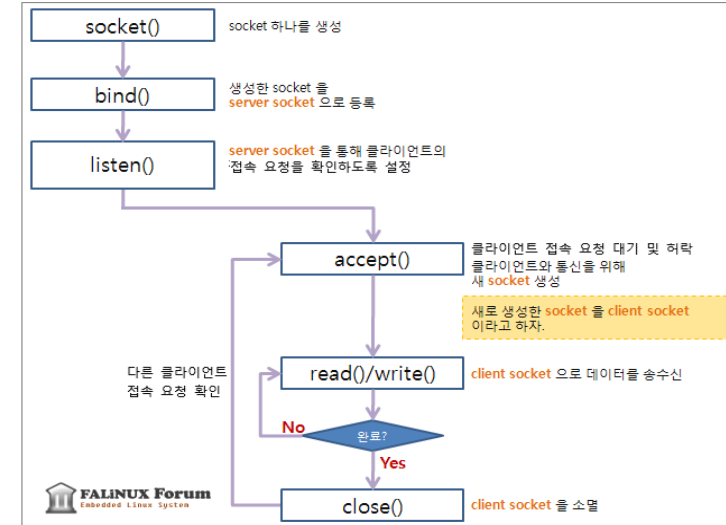 socket()
socket 하나를 생성
bind()
생성한 socket 을
server socket 으로 등록
listen()
server socket 을 통해 클라이언트의
접속 요청을 확인하도록 설정
accept()
클라이언트 접속 요청 대기 및 허락
클라이언트와 통신을 위해
새 socket 생성
새로 생성한 socket 을 client socket
이라고 하자.
다른 클라이언트
접속 요청 확인
read()/write()
client socket 으로 데이터를 송수신
No
완료?
Yes
close()
client socket 을 소멸
FALINUX Forum
Embedded Linux System